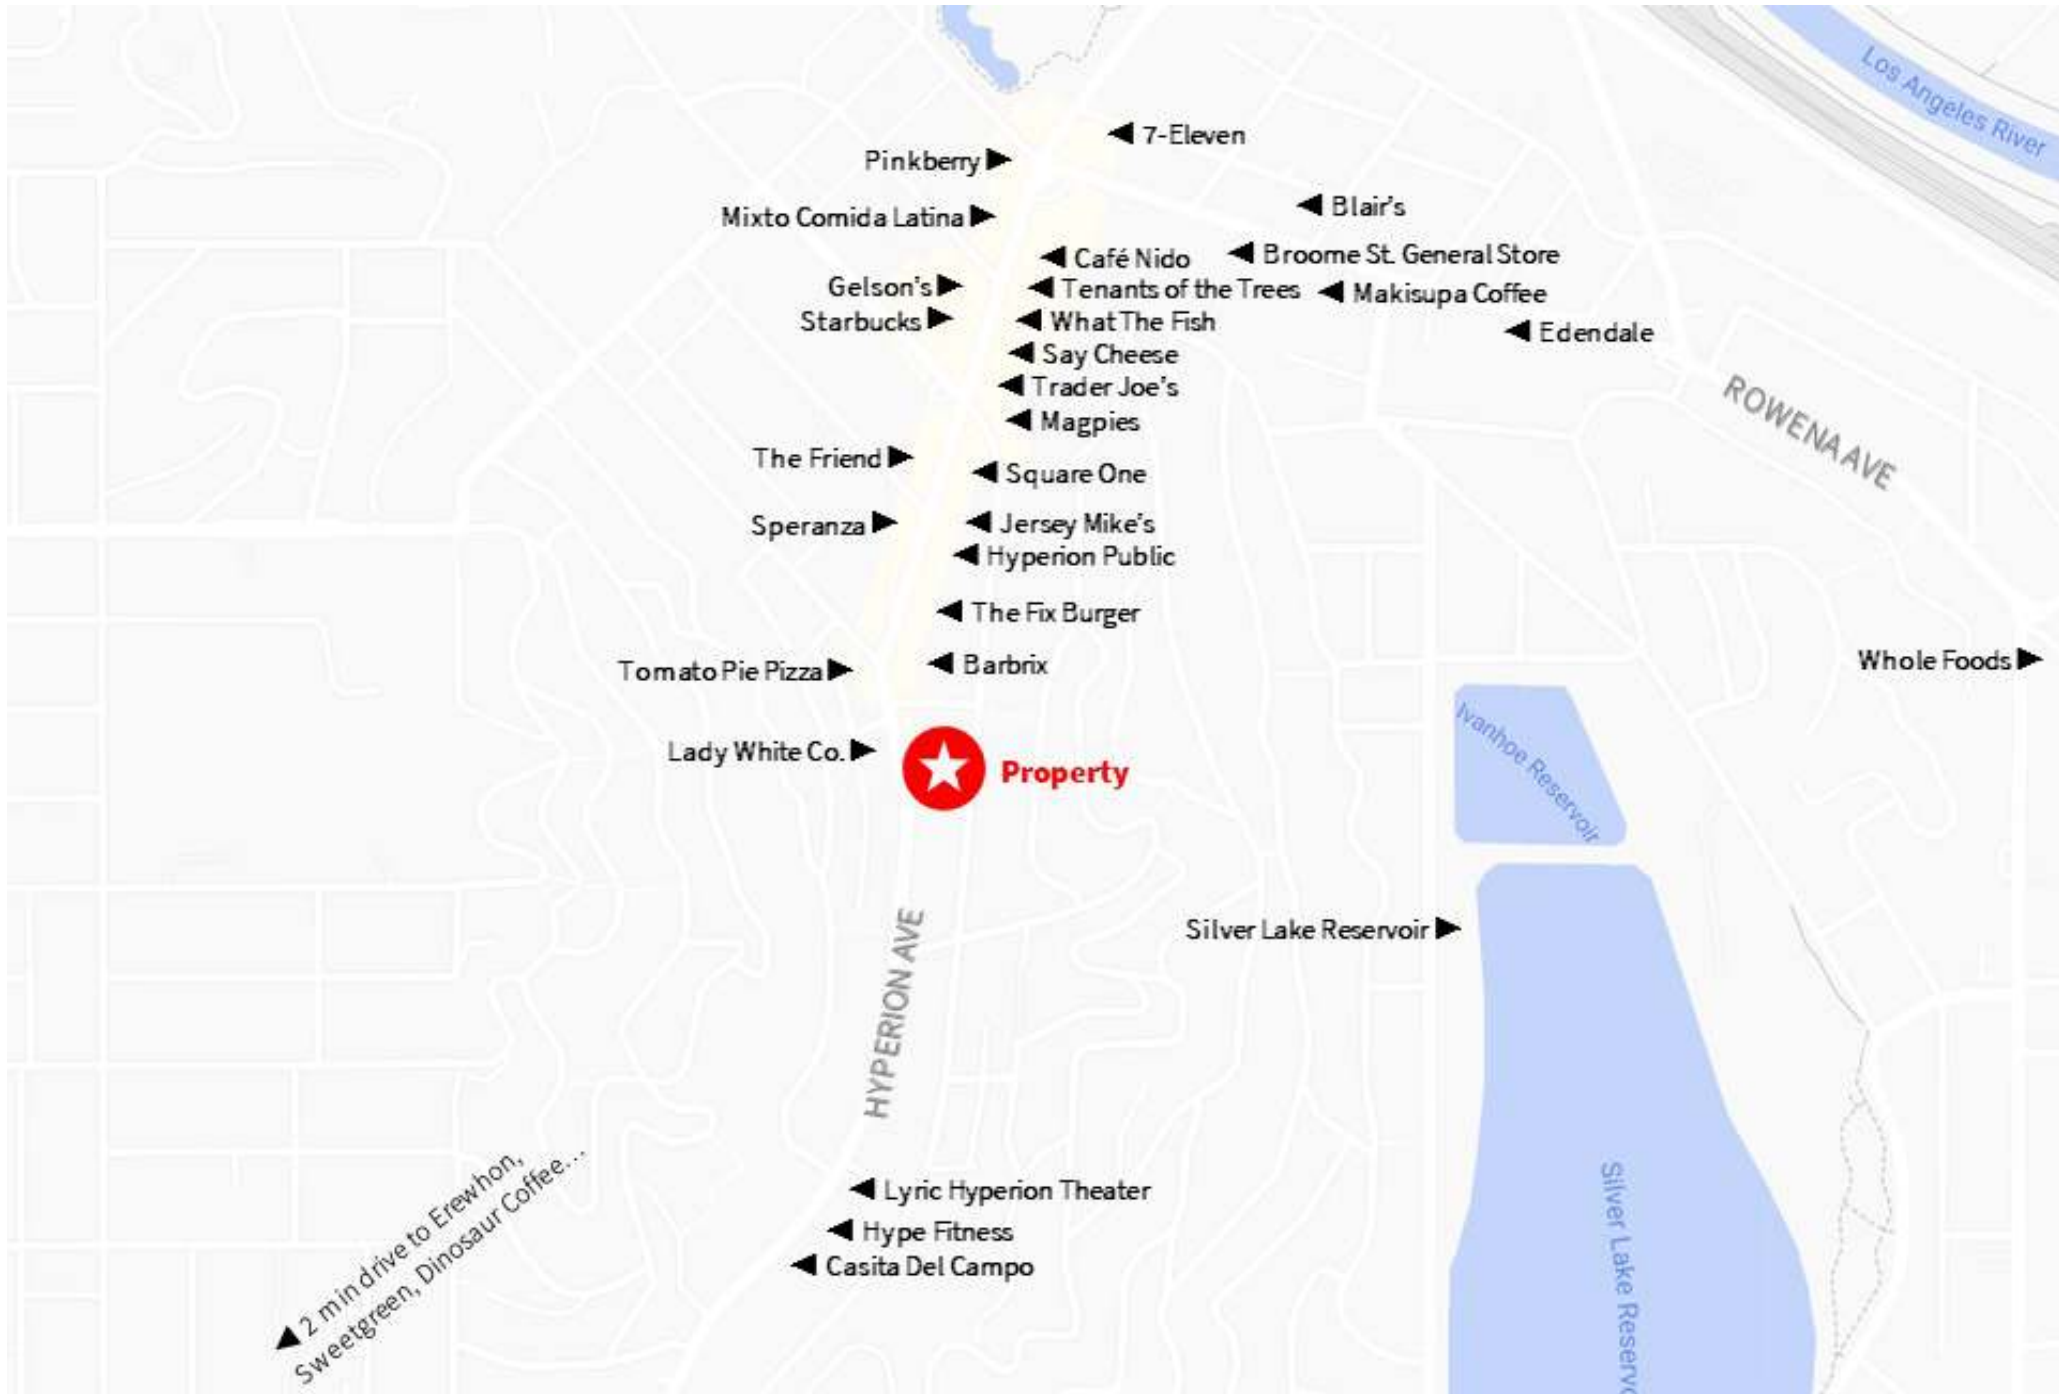 Los Angeles River
7-Eleven
Pinkberry
Blair's
Mixto Comida Latina
Café Nido
Broome St. General Store
Gelson's
Tenants of the Trees
Makisupa Coffee
Starbucks
What The Fish
Edendale
Say Cheese
Trader Joe's
ROWENA AVE
Magpies
The Friend
Square One
Speranza
Jersey Mike's
Hyperion Public
The Fix Burger
Tomato Pie Pizza
Barbrix
Whole Foods
Ivanhoe Reservoir
Lady White Co.
Property
Silver Lake Reservoir
HYPERION AVE
2 min drive to Erewhon,
Sweetgreen, Dinosaur Coffee...
Lyric Hyperion Theater
Hype Fitness
Casita Del Campo
Silver Lake Reservo